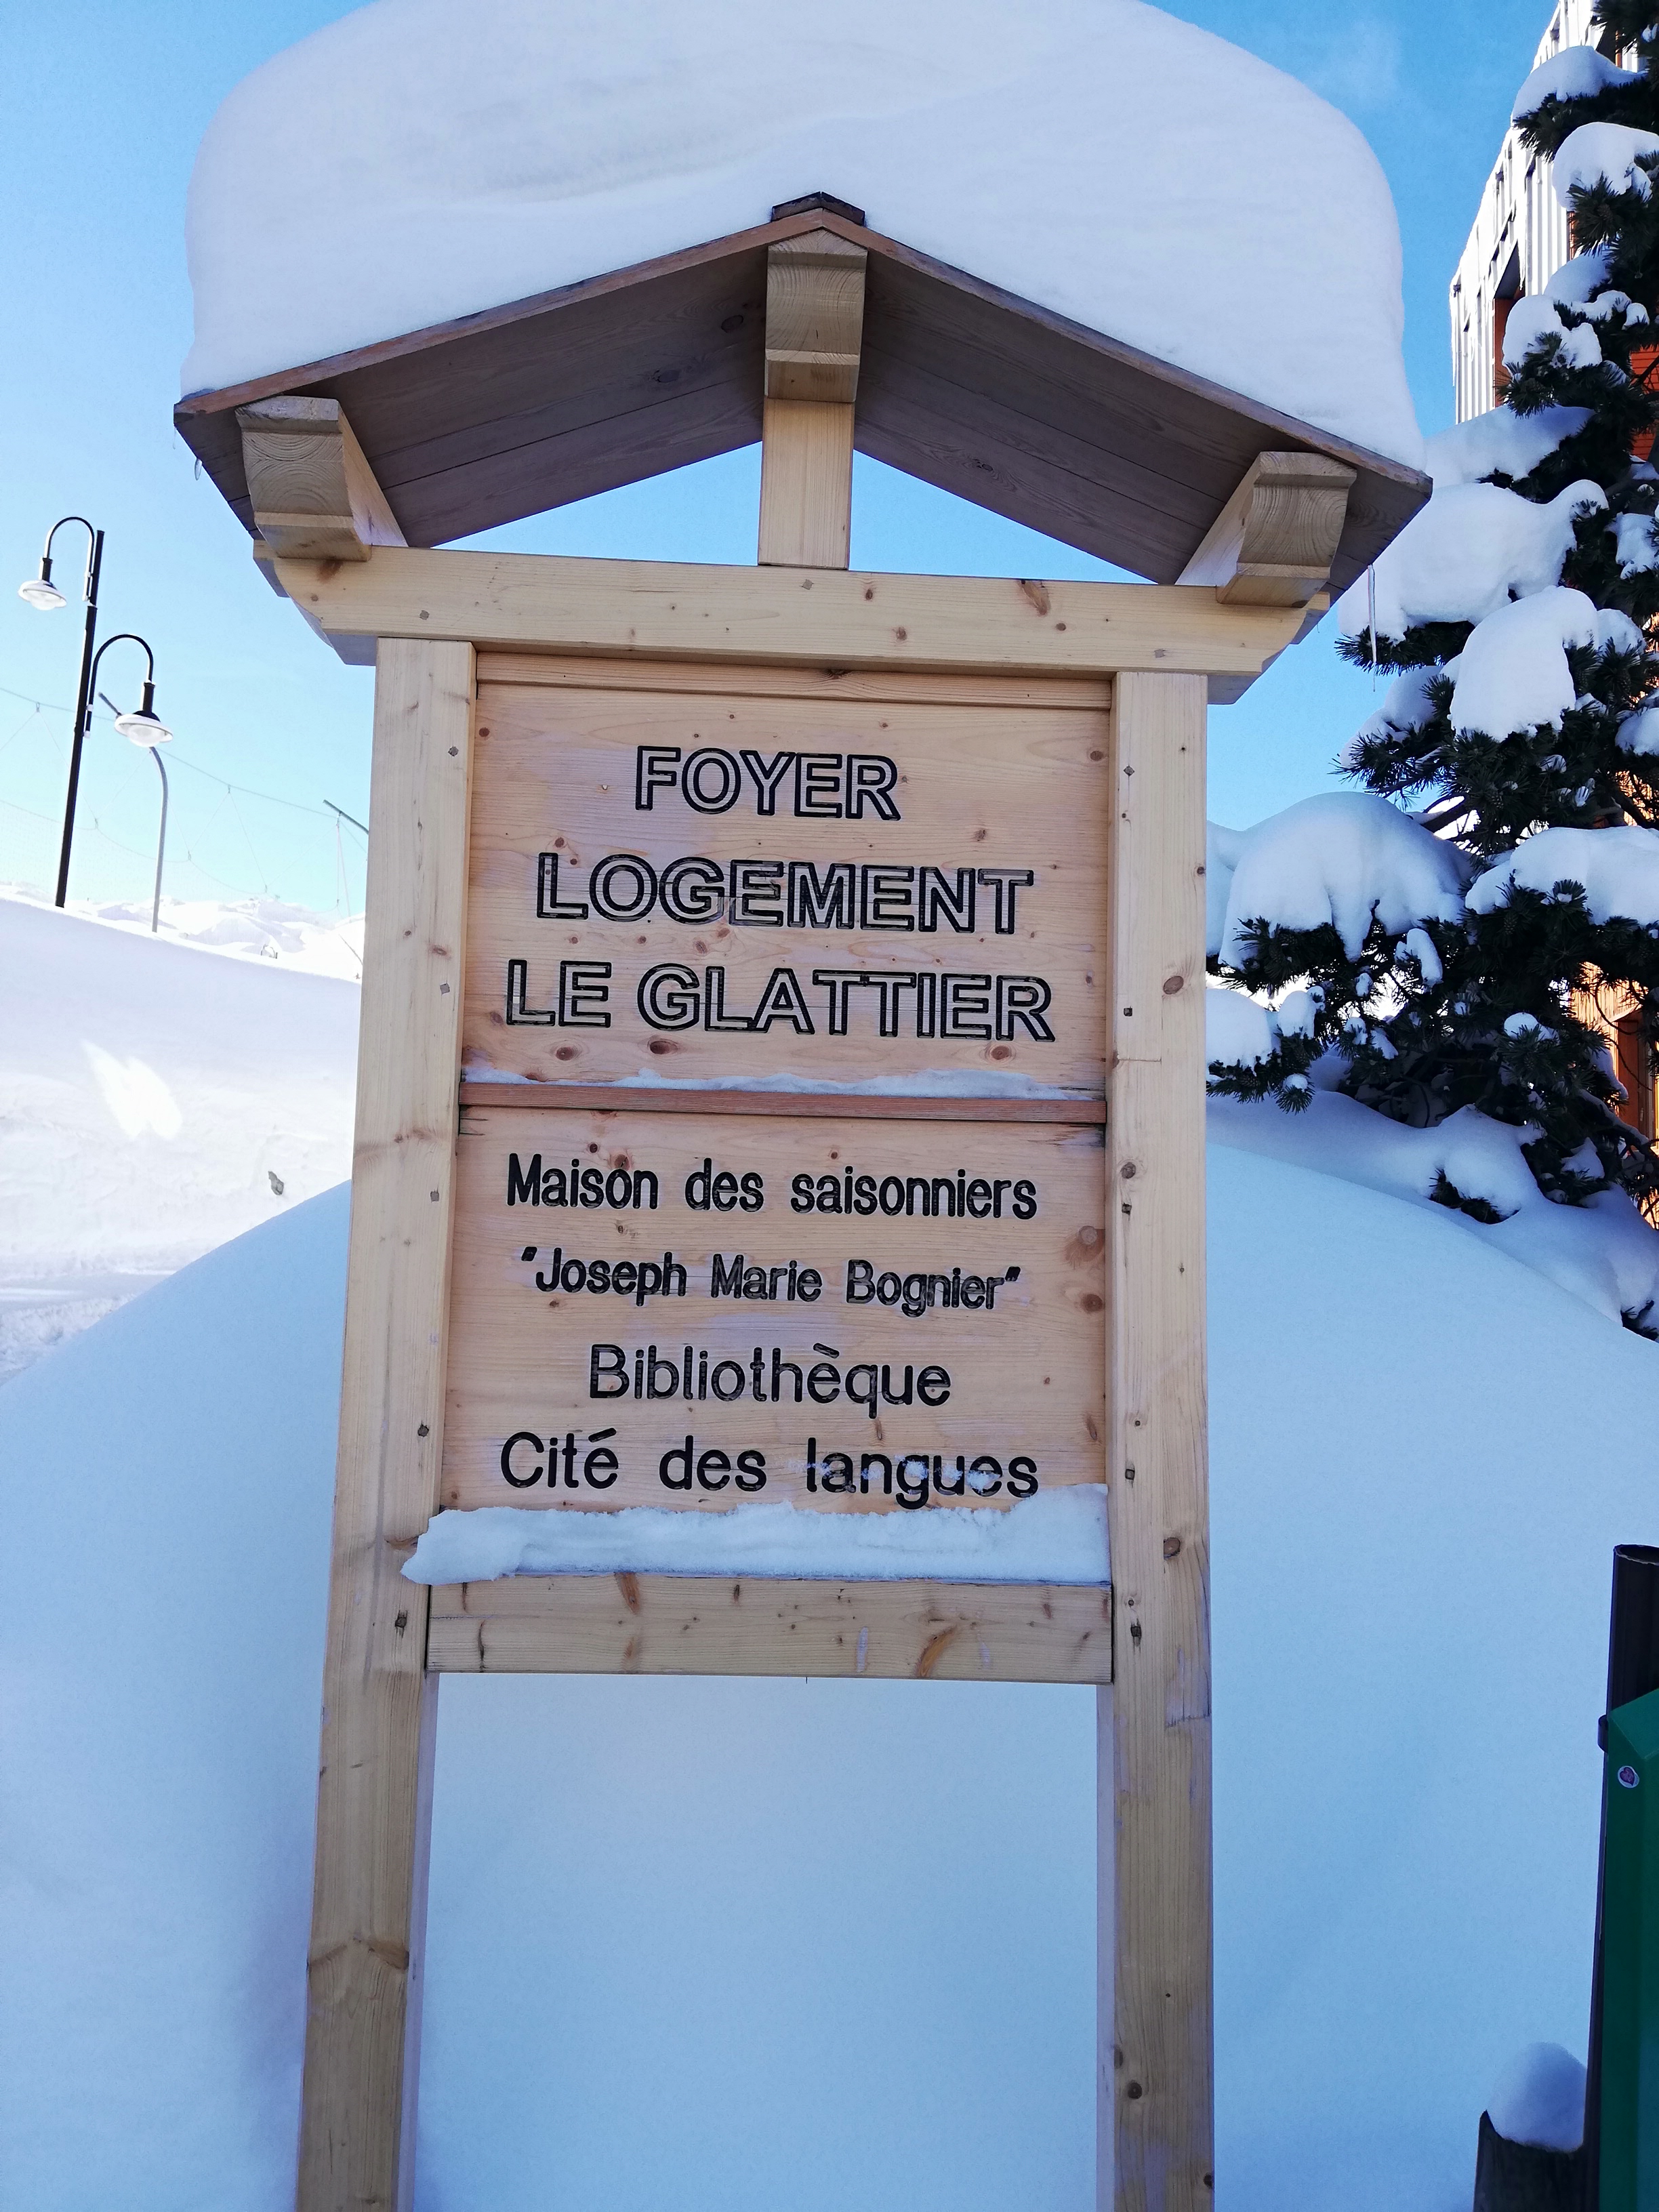 FOYER
LOGEMENT
LE GLATTIER
Maison des saisonniers
"Joseph Marie Bognier"
Bibliothèque
Cité des langues